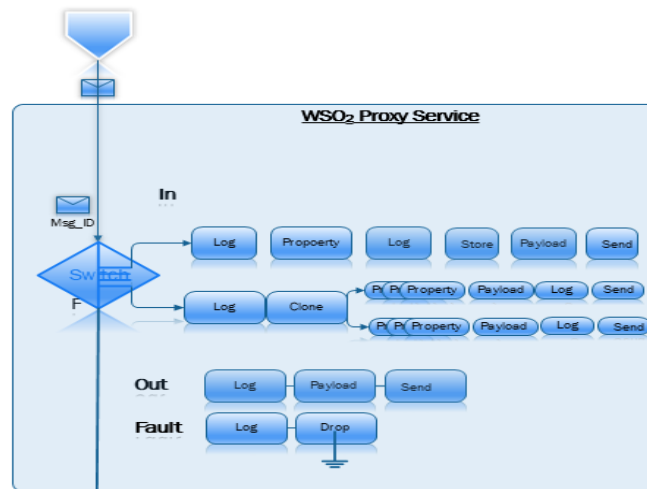 WSO2 Proxy Service
In
Msg_ID
Switch
F
Log Propoerty Log Store Payload Send
Log Clone
Property Payload Log Send
Property Payload Log Send
Out
Log Payload Send
Fault
Log Drop